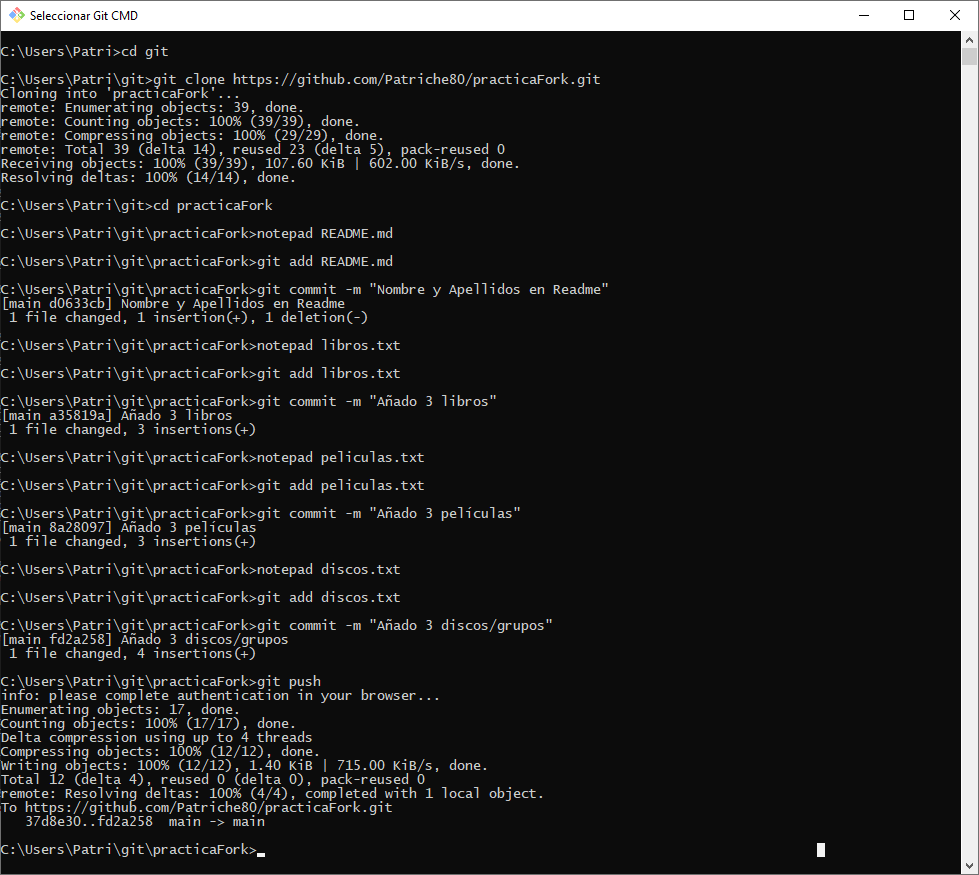 Seleccionar Git CMD
C:\Users\Patri>cd git
C:\Users\Patri\git>git clone https://github.com/Patriche80/practicaFork.git
Cloning into 'practicaFork'...
remote: Enumerating objects: 39, done.
remote: Counting objects: 100% (39/39), done.
remote: Compressing objects: 100% (29/29), done.
remote: Total 39 (delta 14), reused 23 (delta 5), pack-reused 0
Receiving objects: 100% (39/39), 107.60 KiB | 602.00 KiB/s, done.
Resolving deltas: 100% (14/14), done.
C:\Users\Patri\git>cd practicaFork
C:\Users\Patri\git\practicaFork>notepad README.md
C:\Users\Patri\git\practicaFork>git add README.md
C:\Users\Patri\git\practicaFork>git commit -m "Nombre y Apellidos en Readme"
[main d0633cb] Nombre y Apellidos en Readme
 1 file changed, 1 insertion(+), 1 deletion(-)
C:\Users\Patri\git\practicaFork>notepad libros.txt
C:\Users\Patri\git\practicaFork>git add libros.txt
C:\Users\Patri\git\practicaFork>git commit -m "Añado 3 libros"
[main a35819a] Añado 3 libros
 1 file changed, 3 insertions(+)
C:\Users\Patri\git\practicaFork>notepad peliculas.txt
C:\Users\Patri\git\practicaFork>git add peliculas.txt
C:\Users\Patri\git\practicaFork>git commit -m "Añado 3 películas"
[main 8a28097] Añado 3 películas
 1 file changed, 3 insertions(+)
C:\Users\Patri\git\practicaFork>notepad discos.txt
C:\Users\Patri\git\practicaFork>git add discos.txt
C:\Users\Patri\git\practicaFork>git commit -m "Añado 3 discos/grupos"
[main fd2a258] Añado 3 discos/grupos
 1 file changed, 4 insertions(+)
C:\Users\Patri\git\practicaFork>git push
info: please complete authentication in your browser...
Enumerating objects: 17, done.
Counting objects: 100% (17/17), done.
Delta compression using up to 4 threads
Compressing objects: 100% (12/12), done.
Writing objects: 100% (12/12), 1.40 KiB | 715.00 KiB/s, done.
Total 12 (delta 4), reused 0 (delta 0), pack-reused 0
remote: Resolving deltas: 100% (4/4), completed with 1 local object.
To https://github.com/Patriche80/practicaFork.git
   37d8e30..fd2a258  main -> main
C:\Users\Patri\git\practicaFork>